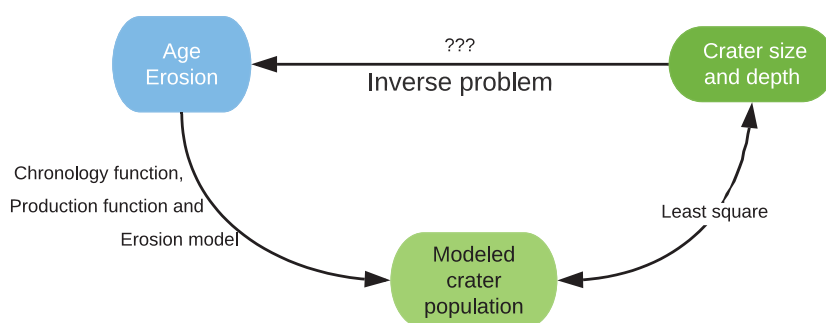 Age
Erosion
???
Inverse problem
Crater size
and depth
Chronology function,
Production function and
Erosion model
Least square
Modeled
crater
population